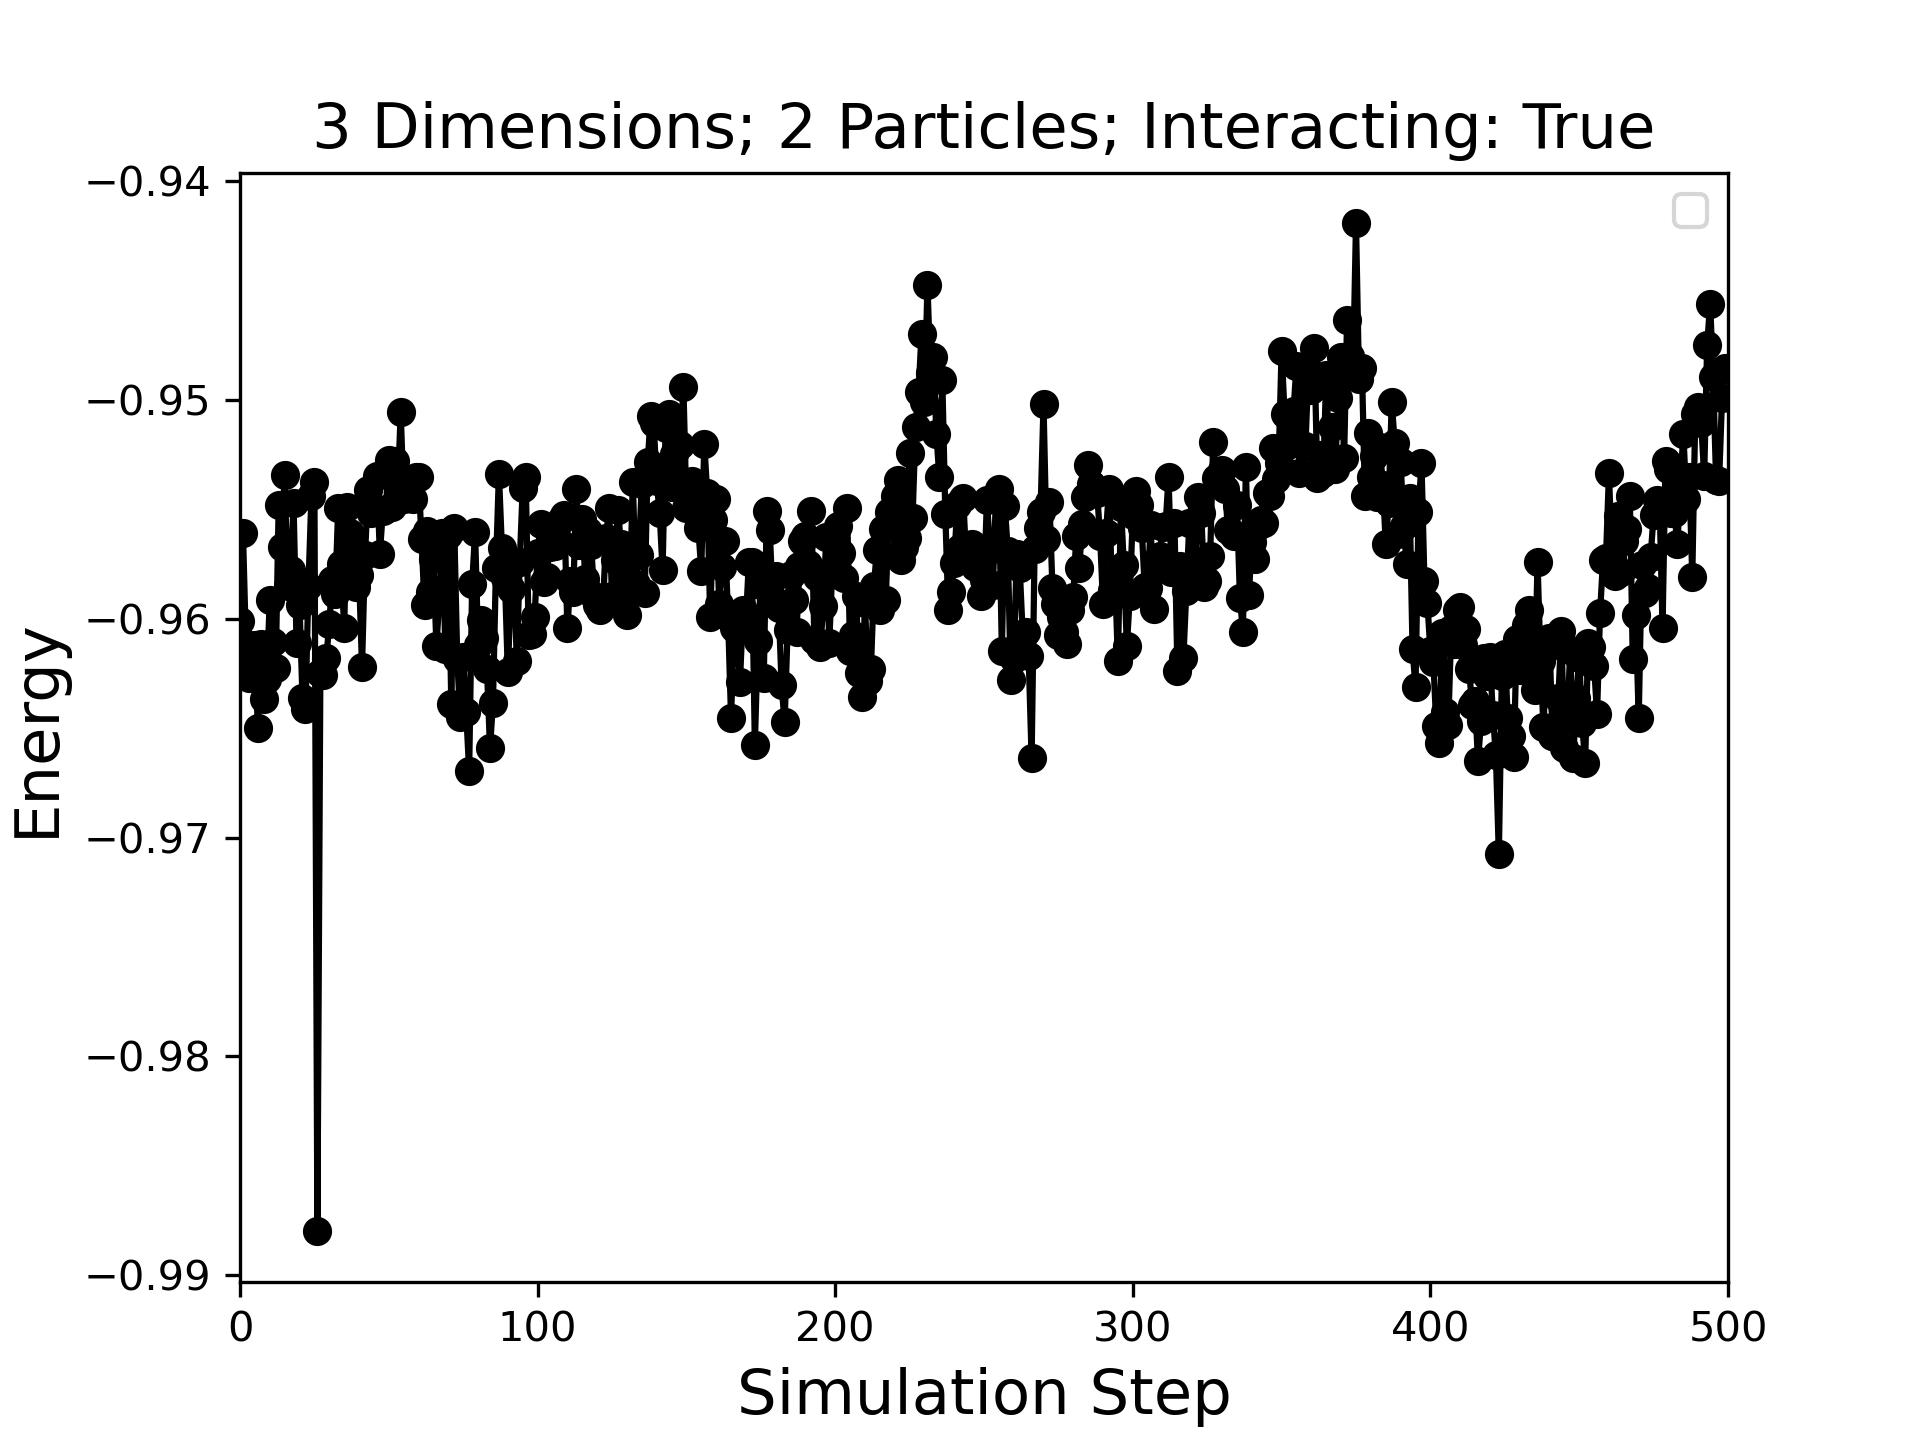 3 Dimensions; 2 Particles; Interacting: True
−0.94
−0.95
−0.96
−0.97
−0.98
−0.99
Energy
0 100 200 300 400 500
Simulation Step